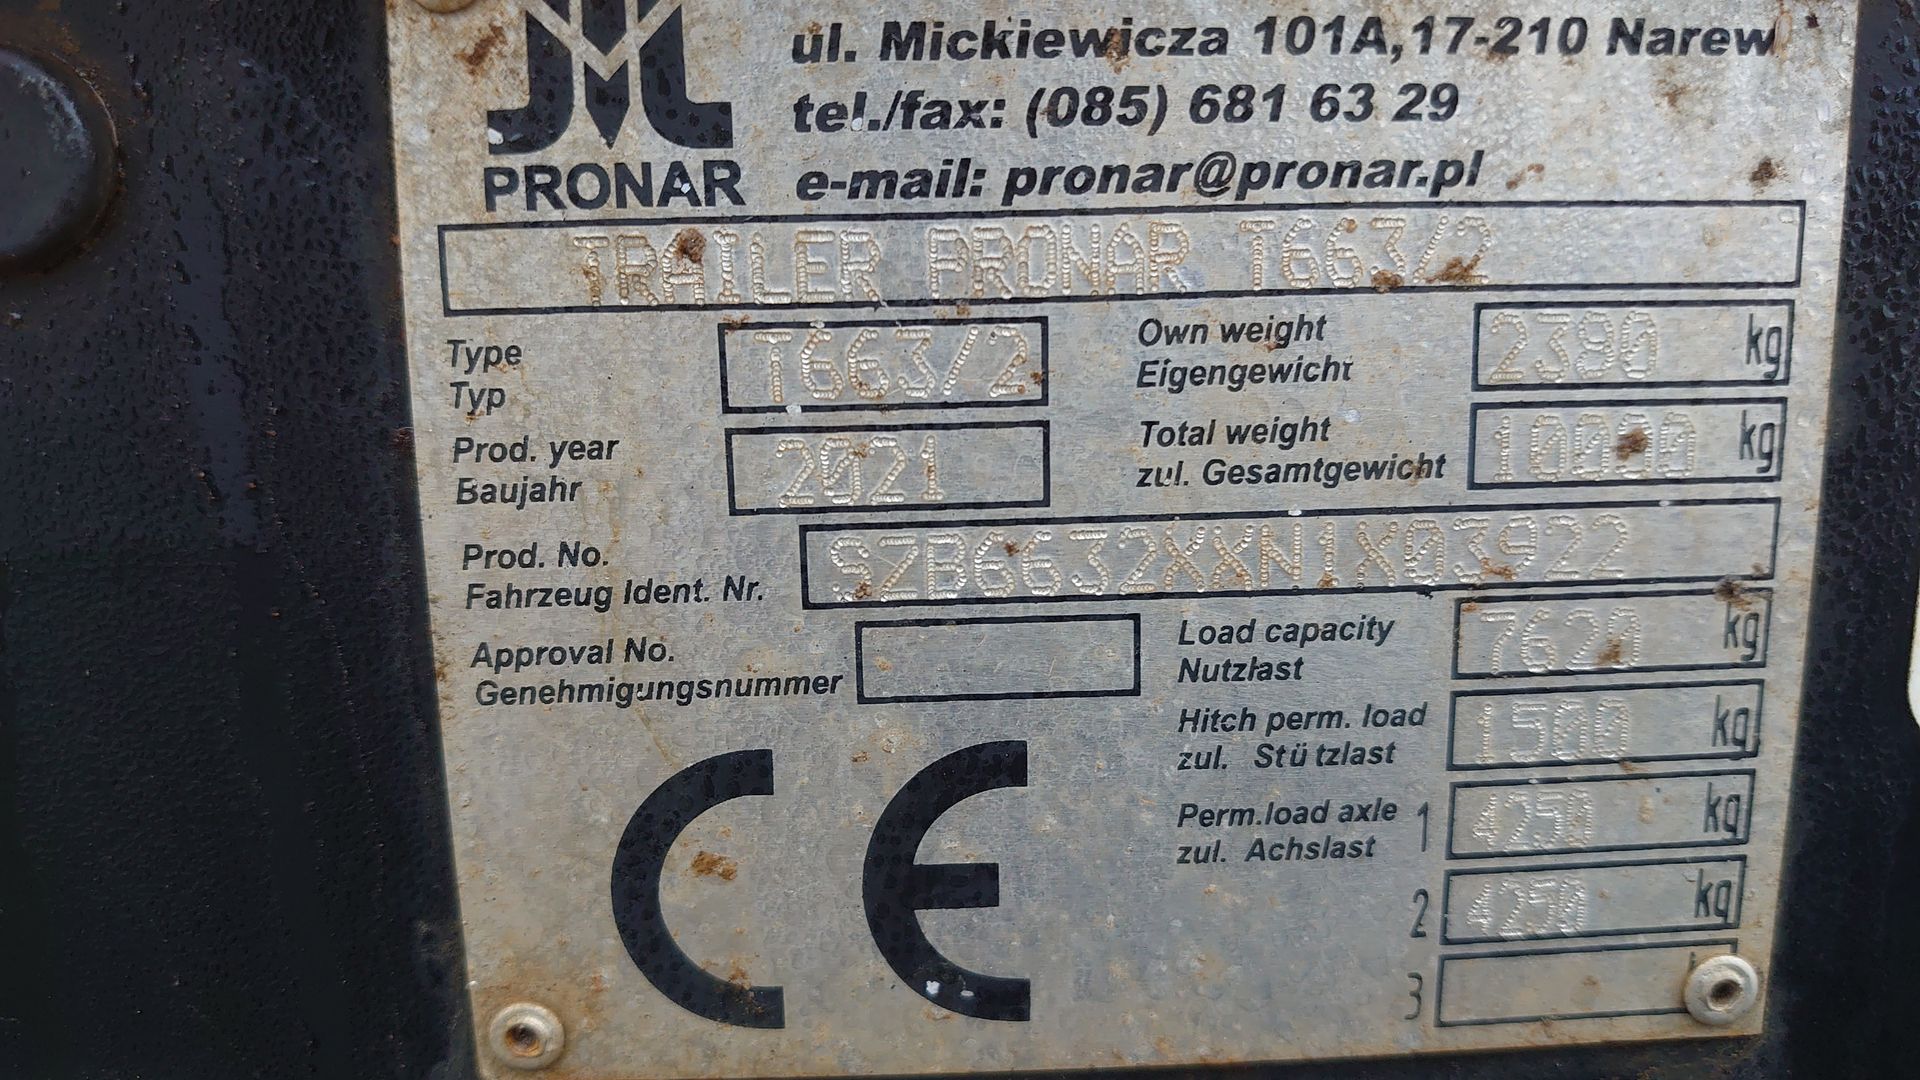 ul. Mickiewicza 101A,17-210 Narew
tel./fax: (085) 681 63 29
PRONAR e-mail: pronar@pronar.pl
TRAILER PRONAR T663/2
Type T663/2 Own weight 2380 kg
Typ Eigengewicht
Prod. year 2021 Total weight 10000 kg
Baujahr zul. Gesamtgewicht
Prod. No. SZB6632XXN1X03922
Fahrzeug Ident. Nr.
Approval No. Load capacity 7620 kg
Genehmigungsnummer Nutzlast
Hitch perm. load 1500 kg
zul. Stützlast
Perm.load axle 1 4250 kg
zul. Achslast
2 4250 kg
3
CE